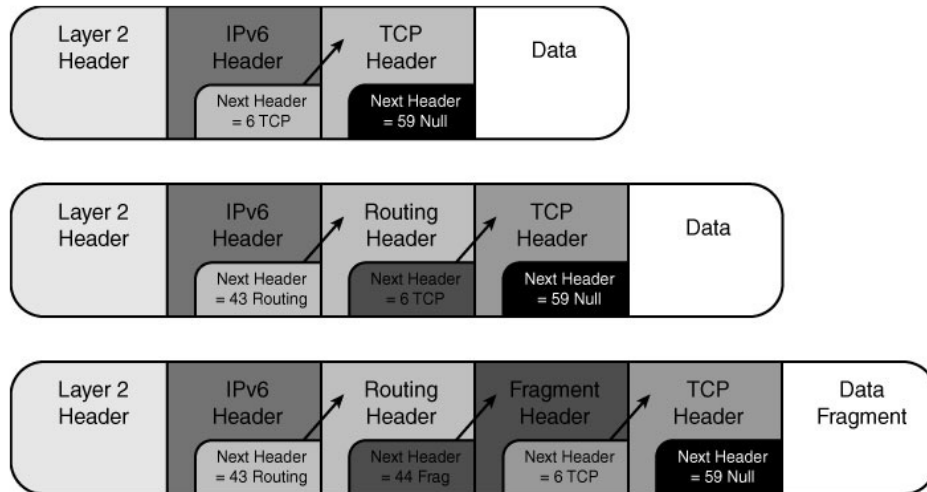 Layer 2
Header
IPv6
Header
TCP
Header
Data
Next Header
= 6 TCP
Next Header
= 59 Null
Layer 2
Header
IPv6
Header
Routing
Header
TCP
Header
Data
Next Header
= 43 Routing
Next Header
= 6 TCP
Next Header
= 59 Null
Layer 2
Header
IPv6
Header
Routing
Header
Fragment
Header
TCP
Header
Data
Fragment
Next Header
= 43 Routing
Next Header
= 44 Frag
Next Header
= 6 TCP
Next Header
= 59 Null